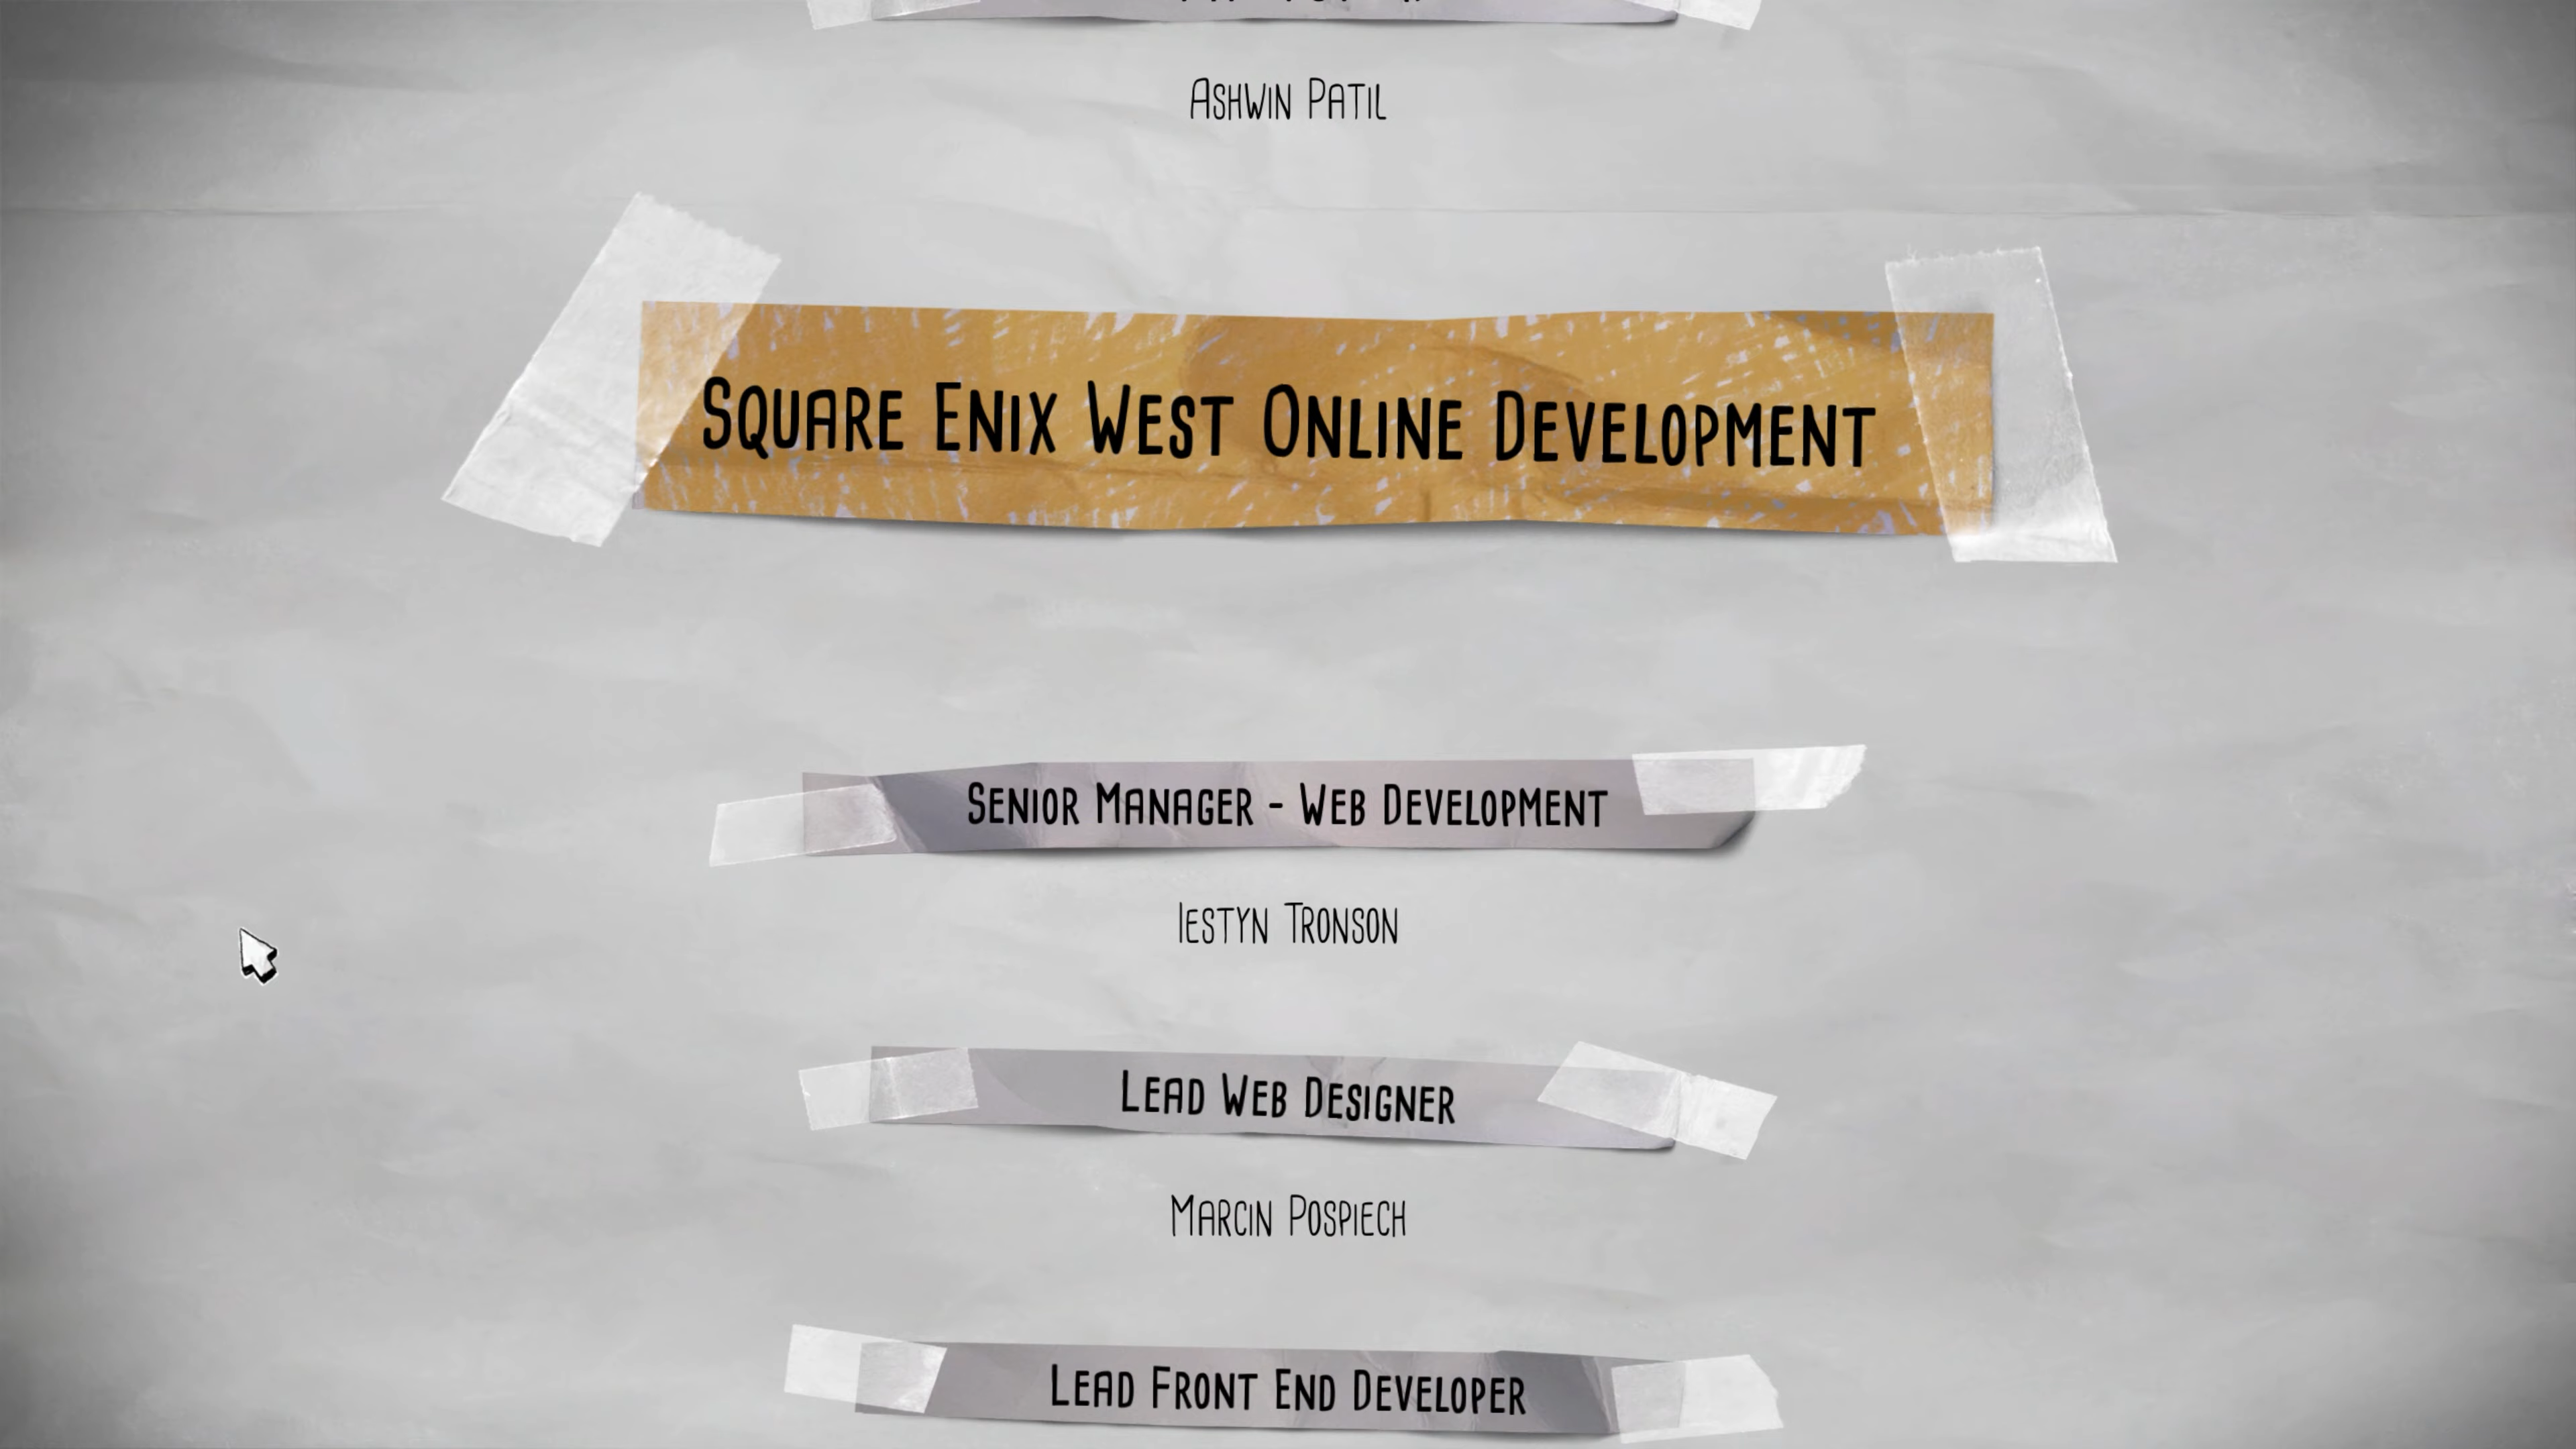 Ashwin Patil
Square Enix West Online Development
Senior Manager - Web Development
Iestyn Tronson
Lead Web Designer
Marcin Pospiech
Lead Front End Developer